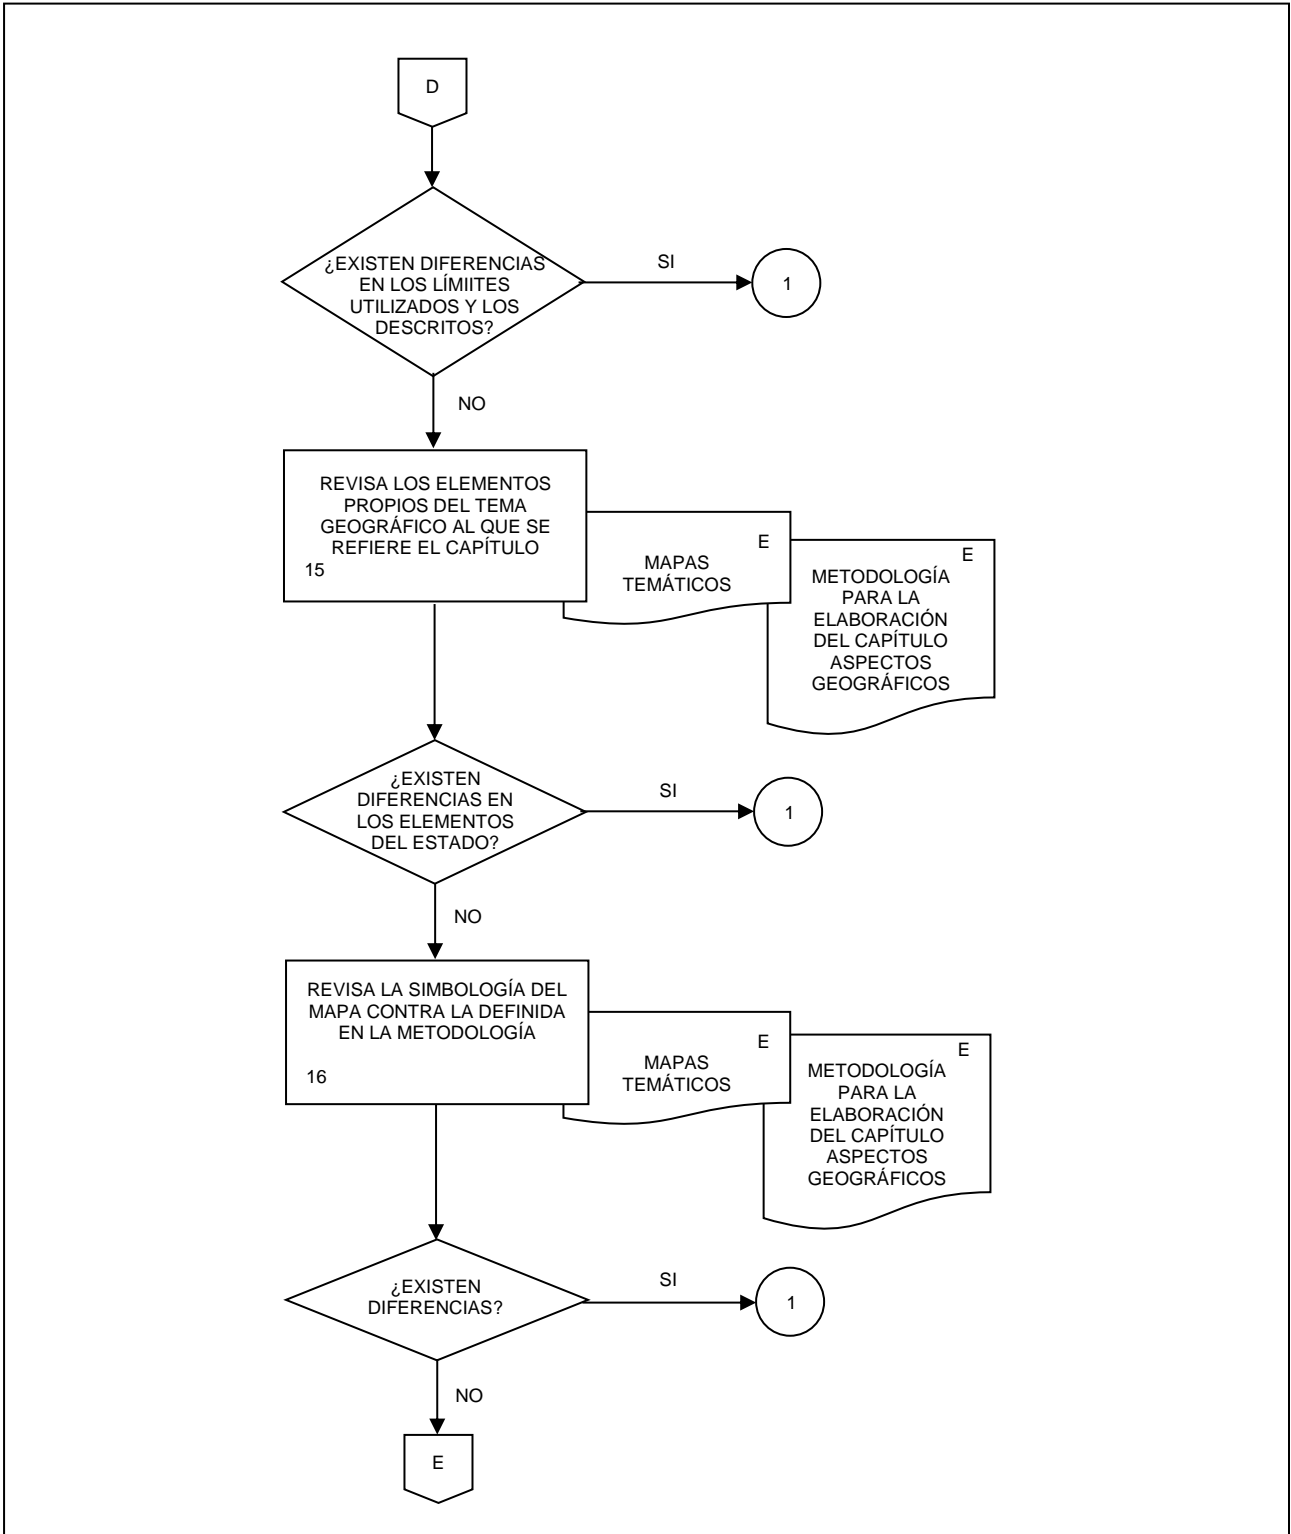 D
¿EXISTEN DIFERENCIAS
EN LOS LÍMIITES
UTILIZADOS Y LOS
DESCRITOS?
SI
1
NO
REVISA LOS ELEMENTOS
PROPIOS DEL TEMA
GEOGRÁFICO AL QUE SE
REFIERE EL CAPÍTULO
15
E
MAPAS
TEMÁTICOS
E
METODOLOGÍA
PARA LA
ELABORACIÓN
DEL CAPÍTULO
ASPECTOS
GEOGRÁFICOS
¿EXISTEN
DIFERENCIAS EN
LOS ELEMENTOS
DEL ESTADO?
SI
1
NO
REVISA LA SIMBOLOGÍA DEL
MAPA CONTRA LA DEFINIDA
EN LA METODOLOGÍA
16
E
MAPAS
TEMÁTICOS
E
METODOLOGÍA
PARA LA
ELABORACIÓN
DEL CAPÍTULO
ASPECTOS
GEOGRÁFICOS
¿EXISTEN
DIFERENCIAS?
SI
1
NO
E